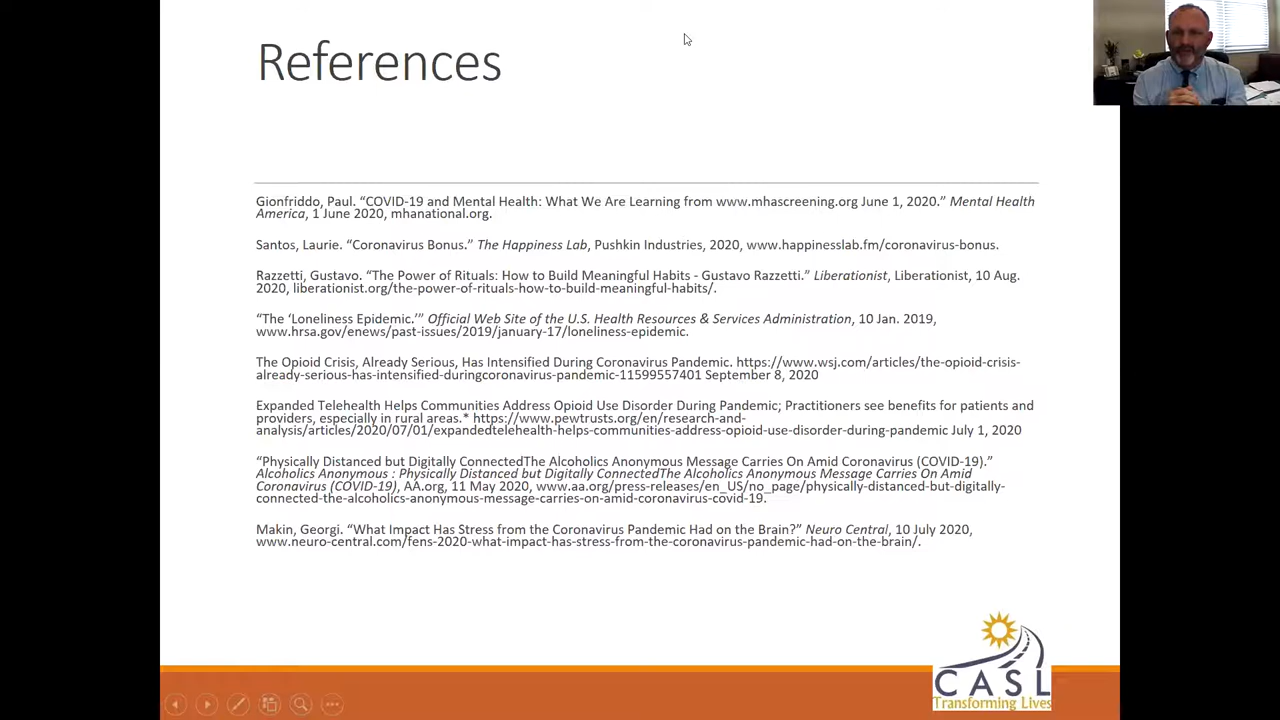 References
Gionfriddo, Paul. “COVID-19 and Mental Health: What We Are Learning from www.mhascreening.org June 1, 2020.” Mental Health
America, 1 June 2020, mhanational.org.
Santos, Laurie. “Coronavirus Bonus.” The Happiness Lab, Pushkin Industries, 2020, www.happinesslab.fm/coronavirus-bonus.
Razzetti, Gustavo. “The Power of Rituals: How to Build Meaningful Habits - Gustavo Razzetti.” Liberationist, Liberationist, 10 Aug.
2020, liberationist.org/the-power-of-rituals-how-to-build-meaningful-habits/.
“The ‘Loneliness Epidemic.’” Official Web Site of the U.S. Health Resources & Services Administration, 10 Jan. 2019,
www.hrsa.gov/enews/past-issues/2019/january-17/loneliness-epidemic.
The Opioid Crisis, Already Serious, Has Intensified During Coronavirus Pandemic. https://www.wsj.com/articles/the-opioid-crisis-
already-serious-has-intensified-duringcoronavirus-pandemic-11599557401 September 8, 2020
Expanded Telehealth Helps Communities Address Opioid Use Disorder During Pandemic; Practitioners see benefits for patients and
providers, especially in rural areas.* https://www.pewtrusts.org/en/research-and-
analysis/articles/2020/07/01/expandedtelehealth-helps-communities-address-opioid-use-disorder-during-pandemic July 1, 2020
“Physically Distanced but Digitally ConnectedThe Alcoholics Anonymous Message Carries On Amid Coronavirus (COVID-19).”
Alcoholics Anonymous : Physically Distanced but Digitally ConnectedThe Alcoholics Anonymous Message Carries On Amid
Coronavirus (COVID-19), AA.org, 11 May 2020, www.aa.org/press-releases/en_US/no_page/physically-distanced-but-digitally-
connected-the-alcoholics-anonymous-message-carries-on-amid-coronavirus-covid-19.
Makin, Georgi. “What Impact Has Stress from the Coronavirus Pandemic Had on the Brain?” Neuro Central, 10 July 2020,
www.neuro-central.com/fens-2020-what-impact-has-stress-from-the-coronavirus-pandemic-had-on-the-brain/.
CASL
Transforming Lives